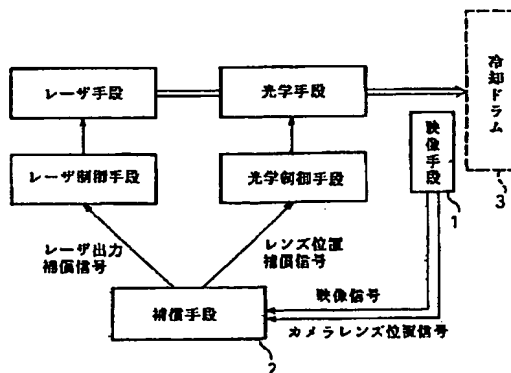 冷却ドラム
レーザ手段
光学手段
映像手段
レーザ制御手段
光学制御手段
1
3
レーザ出力
補償信号
レンズ位置
補償信号
映像信号
補償手段
カメラレンズ位置信号
2